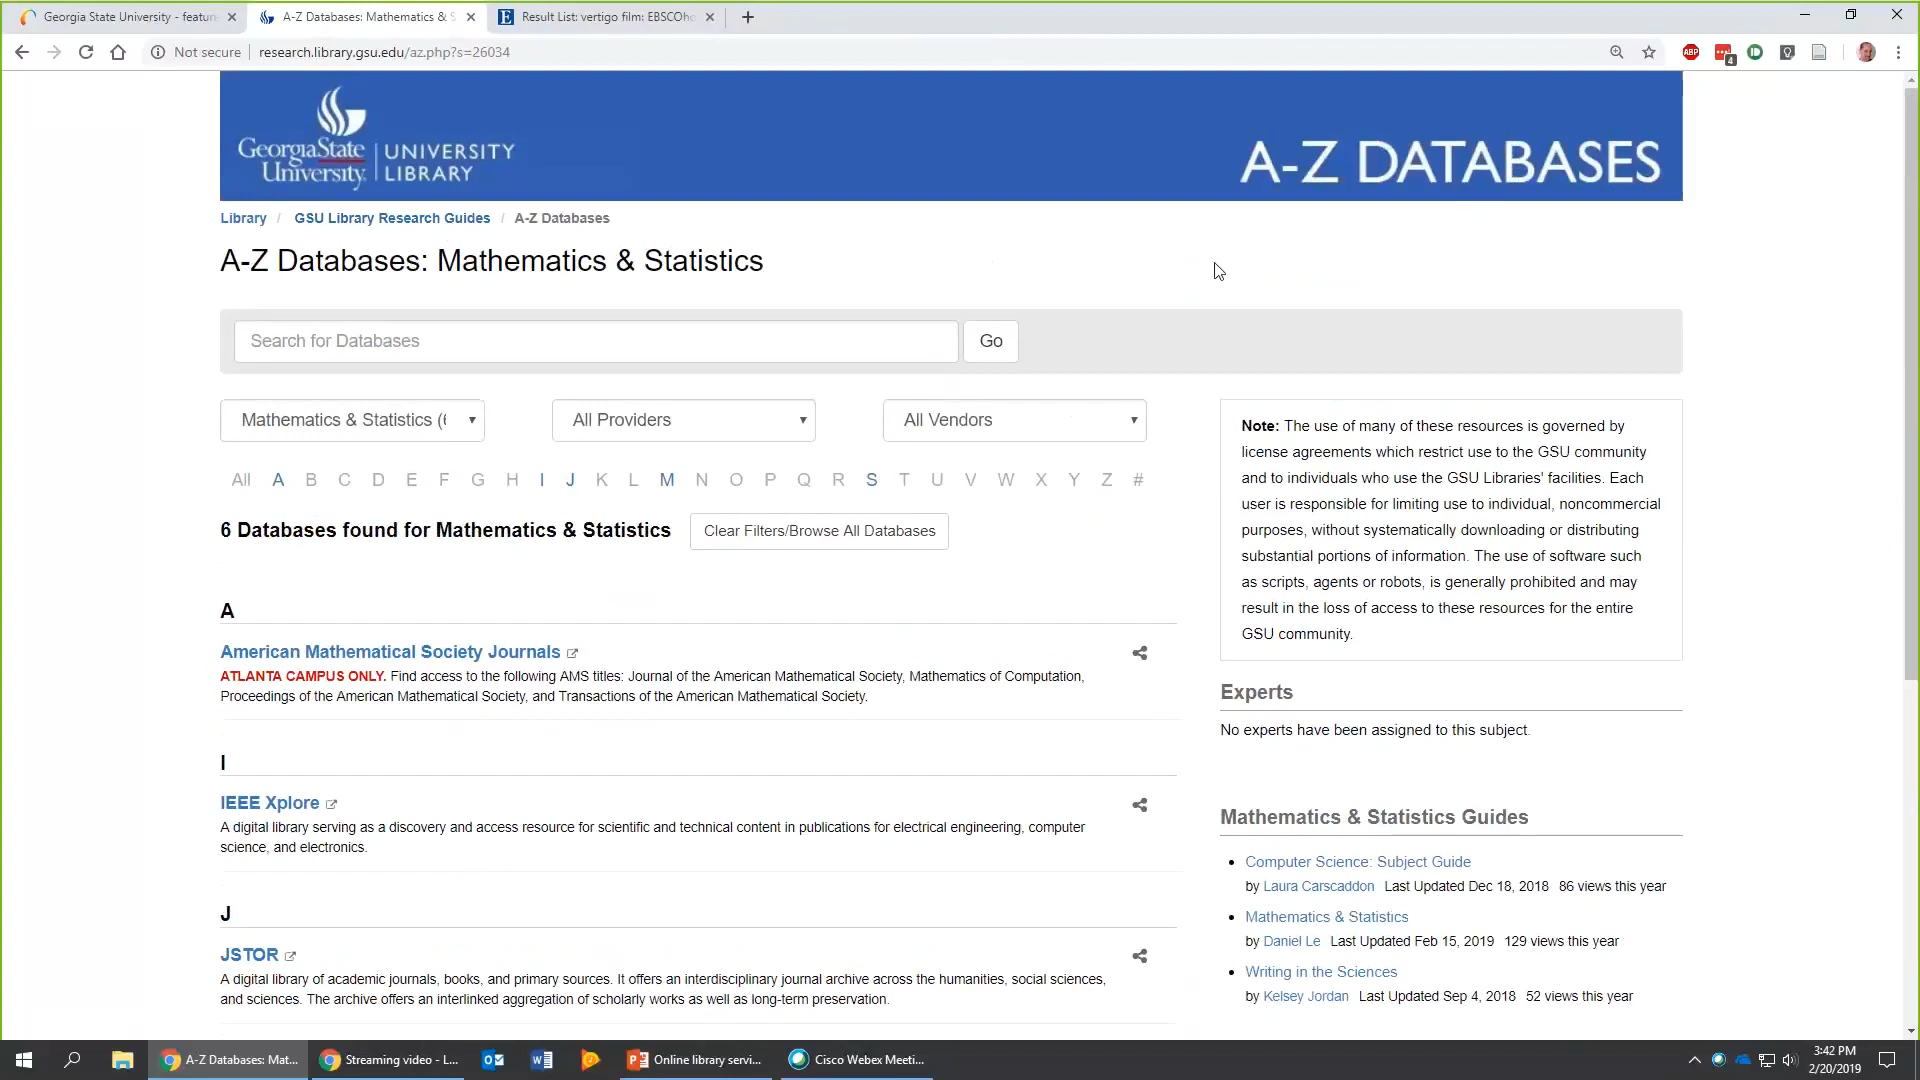 Georgia State University - featur
A-Z Databases: Mathematics & S
Result List: vertigo film: EBSCOho
Not secure
research.library.gsu.edu/az.php?s=26034
ABP
4
GeorgiaState University
UNIVERSITY LIBRARY
A-Z DATABASES
Library / GSU Library Research Guides / A-Z Databases
A-Z Databases: Mathematics & Statistics
Search for Databases
Go
Mathematics & Statistics (6
All Providers
All Vendors
All A B C D E F G H I J K L M N O P Q R S T U V W X Y Z #
6 Databases found for Mathematics & Statistics
Clear Filters/Browse All Databases
A
American Mathematical Society Journals
ATLANTA CAMPUS ONLY. Find access to the following AMS titles: Journal of the American Mathematical Society, Mathematics of Computation,
Proceedings of the American Mathematical Society, and Transactions of the American Mathematical Society.
I
IEEE Xplore
A digital library serving as a discovery and access resource for scientific and technical content in publications for electrical engineering, computer
science, and electronics.
J
JSTOR
A digital library of academic journals, books, and primary sources. It offers an interdisciplinary journal archive across the humanities, social sciences,
and sciences. The archive offers an interlinked aggregation of scholarly works as well as long-term preservation.
Note: The use of many of these resources is governed by
license agreements which restrict use to the GSU community
and to individuals who use the GSU Libraries' facilities. Each
user is responsible for limiting use to individual, noncommercial
purposes, without systematically downloading or distributing
substantial portions of information. The use of software such
as scripts, agents or robots, is generally prohibited and may
result in the loss of access to these resources for the entire
GSU community.
Experts
No experts have been assigned to this subject.
Mathematics & Statistics Guides
Computer Science: Subject Guide
by Laura Carscaddon Last Updated Dec 18, 2018 86 views this year
Mathematics & Statistics
by Daniel Le Last Updated Feb 15, 2019 129 views this year
Writing in the Sciences
by Kelsey Jordan Last Updated Sep 4, 2018 52 views this year
A-Z Databases: Mat...
Streaming video - L...
Online library servi...
Cisco Webex Meeti...
3:42 PM
2/20/2019